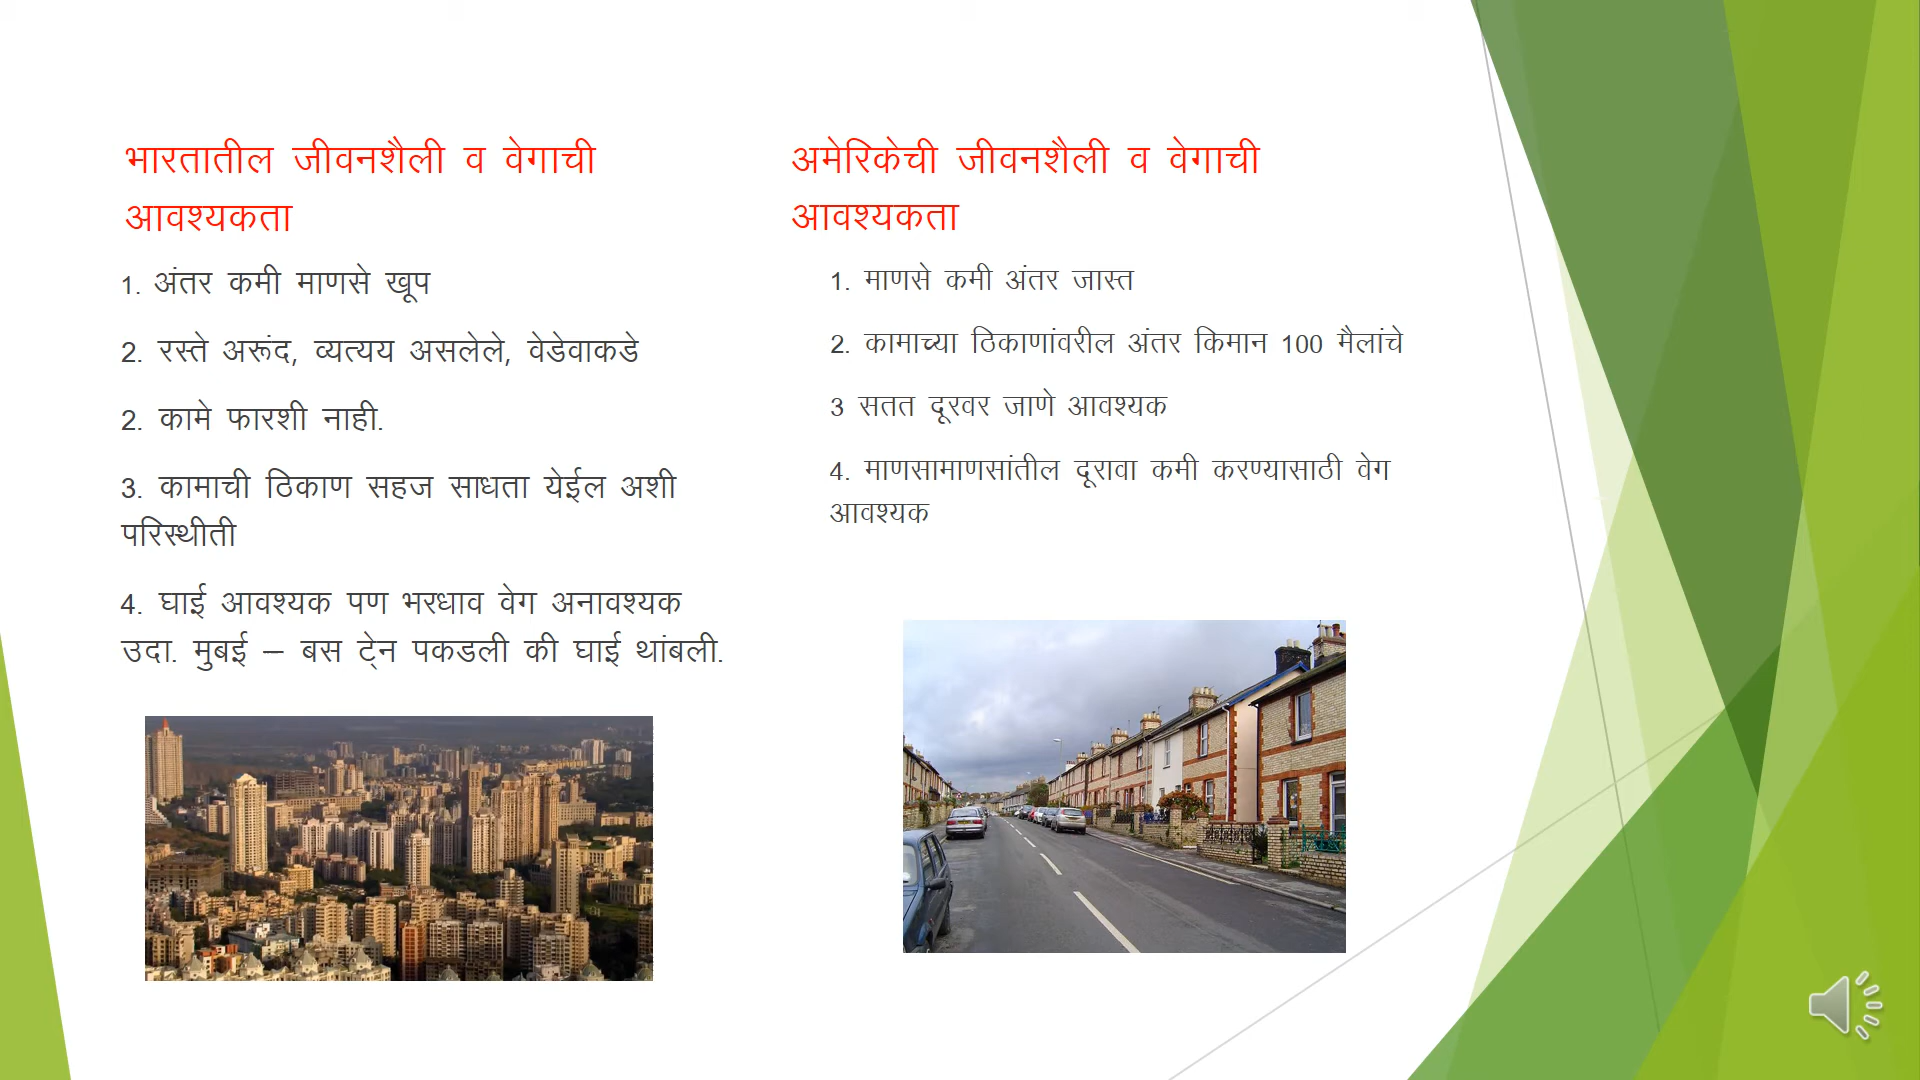 भारतातील जीवनशैली व वेगाची
आवश्यकता
1. अंतर कमी माणसे खूप
2. रस्ते अरूंद, व्यत्यय असलेले, वेडेवाकडे
2. कामे फारशी नाही.
3. कामाची ठिकाण सहज साधता येईल अशी
परिस्थीती
4. घाई आवश्यक पण भरधाव वेग अनावश्यक
उदा. मुबई – बस ट्रेन पकडली की घाई थांबली.
अमेरिकेची जीवनशैली व वेगाची
आवश्यकता
1. माणसे कमी अंतर जास्त
2. कामाच्या ठिकाणांवरील अंतर किमान 100 मैलांचे
3 सतत दूरवर जाणे आवश्यक
4. माणसामाणसांतील दूरावा कमी करण्यासाठी वेग
आवश्यक